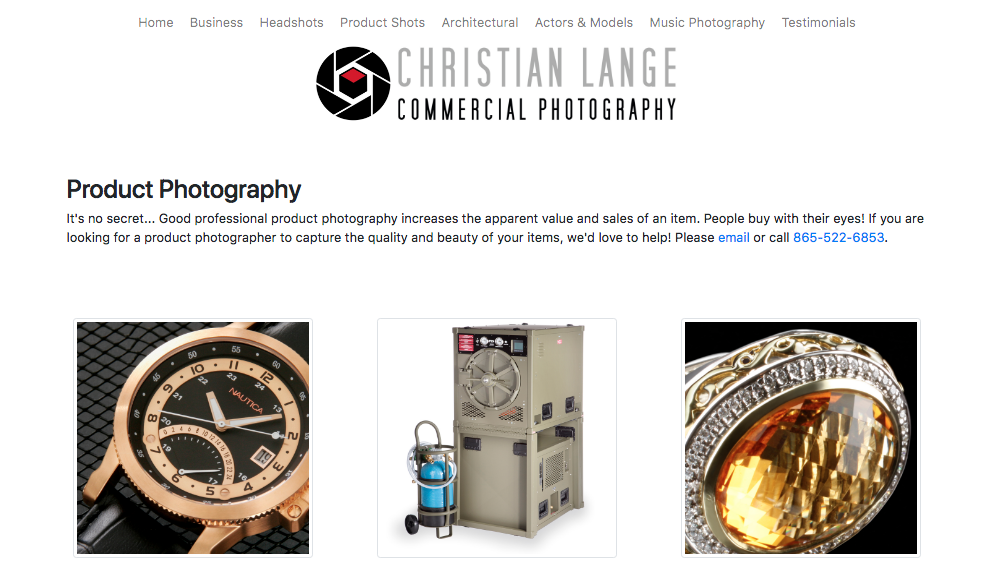 Home Business Headshots Product Shots Architectural Actors & Models Music Photography Testimonials
CHRISTIAN LANGE
COMMERCIAL PHOTOGRAPHY
Product Photography
It's no secret... Good professional product photography increases the apparent value and sales of an item. People buy with their eyes! If you are
looking for a product photographer to capture the quality and beauty of your items, we'd love to help! Please email or call 865-522-6853.
NAUTICA